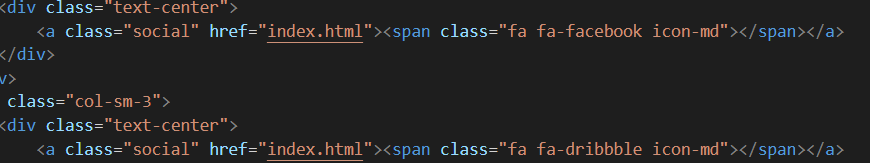 <div class="text-center">
<a class="social" href="index.html"><span class="fa fa-facebook icon-md"></span></a>
</div>
v>
class="col-sm-3">
<div class="text-center">
<a class="social" href="index.html"><span class="fa fa-dribbble icon-md"></span></a>